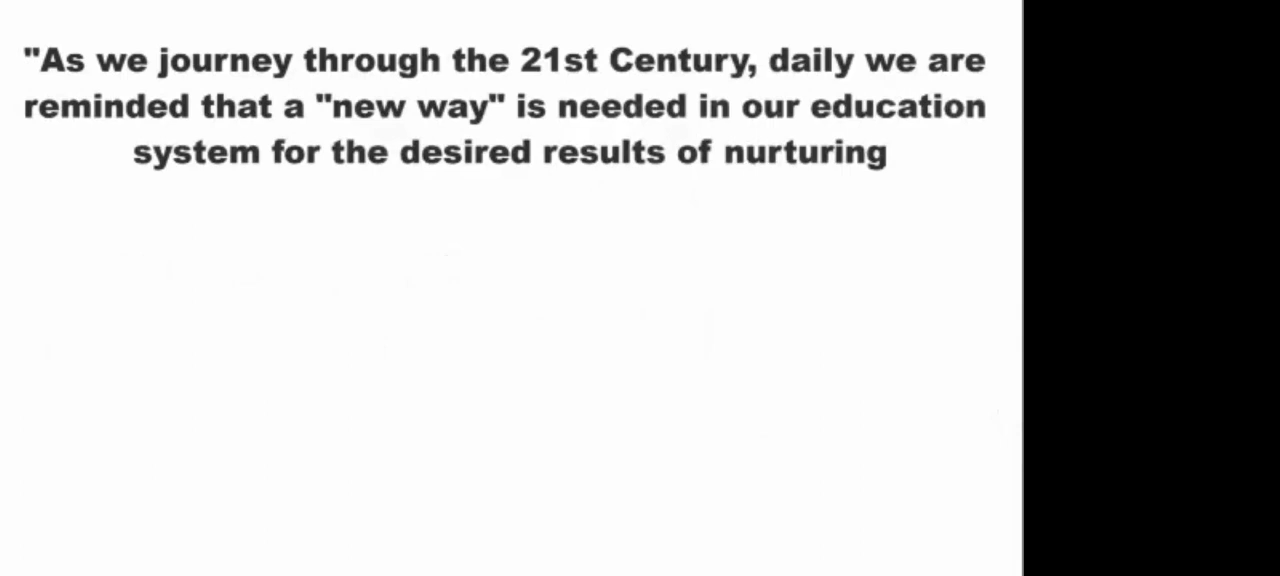 "As we journey through the 21st Century, daily we are
reminded that a "new way" is needed in our education
system for the desired results of nurturing